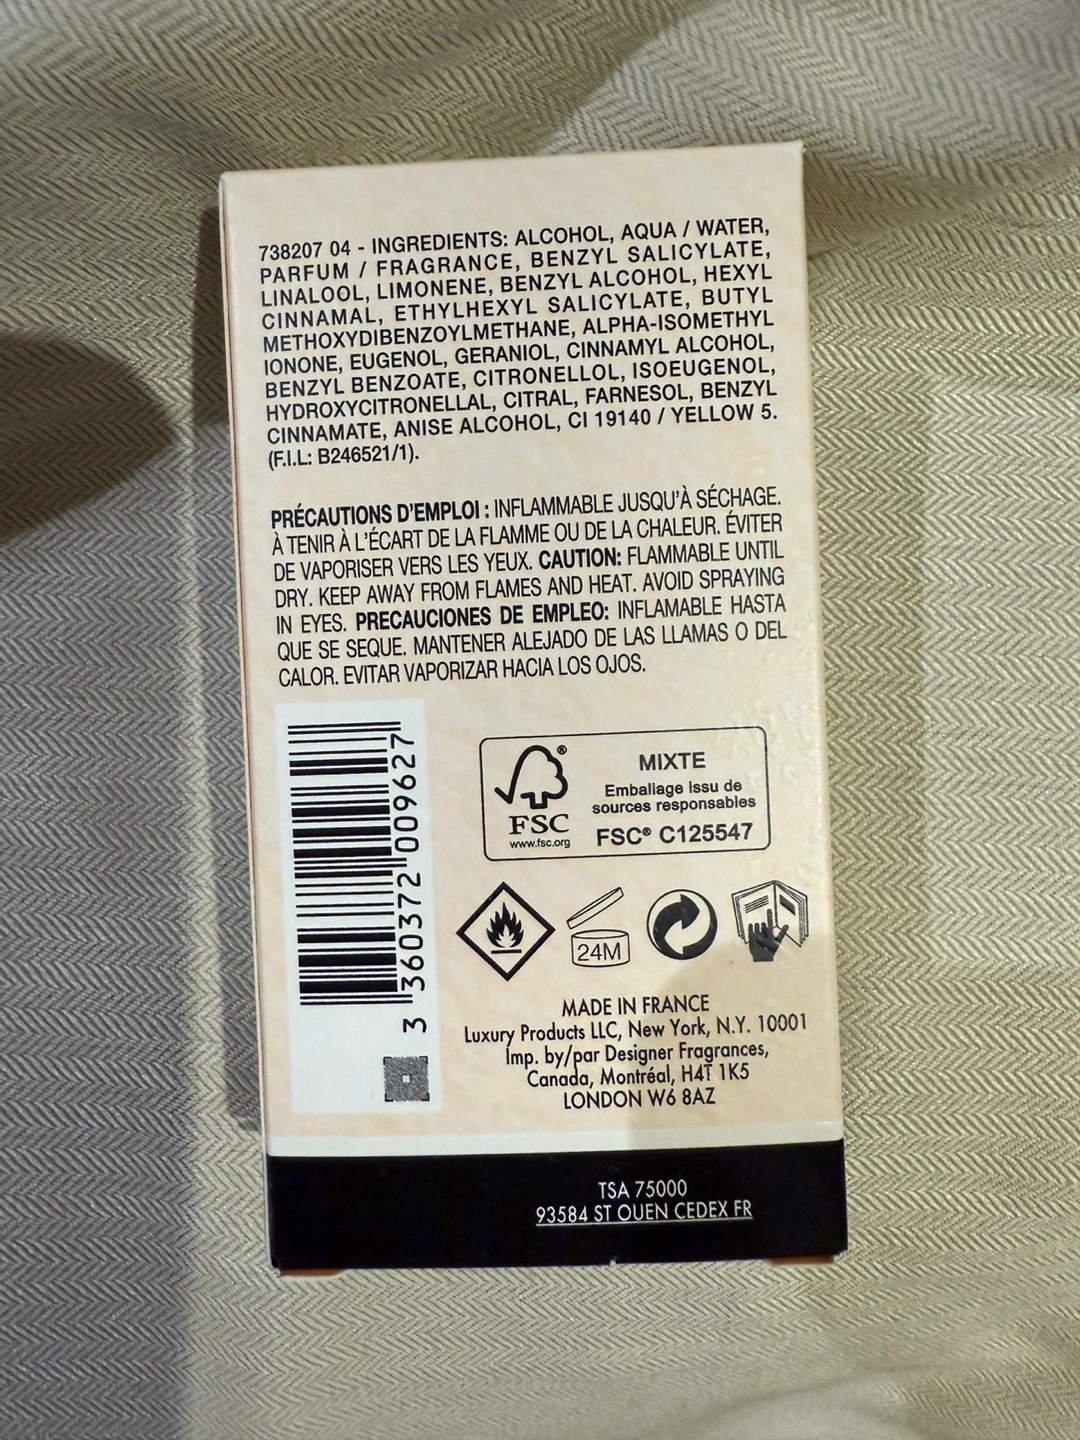 738207 04 - INGREDIENTS: ALCOHOL, AQUA / WATER,
PARFUM / FRAGRANCE, BENZYL SALICYLATE,
LINALOOL, LIMONENE, BENZYL ALCOHOL, HEXYL
CINNAMAL, ETHYLHEXYL SALICYLATE, BUTYL
METHOXYDIBENZOYLMETHANE, ALPHA-ISOMETHYL
IONONE, EUGENOL, GERANIOL, CINNAMYL ALCOHOL,
BENZYL BENZOATE, CITRONELLOL, ISOEUGENOL,
HYDROXYCITRONELLAL, CITRAL, FARNESOL, BENZYL
CINNAMATE, ANISE ALCOHOL, CI 19140 / YELLOW 5.
(F.I.L: B246521/1).
PRÉCAUTIONS D'EMPLOI : INFLAMMABLE JUSQU'À SÉCHAGE.
À TENIR À L'ÉCART DE LA FLAMME OU DE LA CHALEUR. ÉVITER
DE VAPORISER VERS LES YEUX. CAUTION: FLAMMABLE UNTIL
DRY. KEEP AWAY FROM FLAMES AND HEAT. AVOID SPRAYING
IN EYES. PRECAUCIONES DE EMPLEO: INFLAMABLE HASTA
QUE SE SEQUE. MANTENER ALEJADO DE LAS LLAMAS O DEL
CALOR. EVITAR VAPORIZAR HACIA LOS OJOS.
3 360372 009627
FSC
www.fsc.org
MIXTE
Emballage issu de
sources responsables
FSC® C125547
24M
MADE IN FRANCE
Luxury Products LLC, New York, N.Y. 10001
Imp. by/par Designer Fragrances,
Canada, Montréal, H4T 1K5
LONDON W6 8AZ
TSA 75000
93584 ST OUEN CEDEX FR